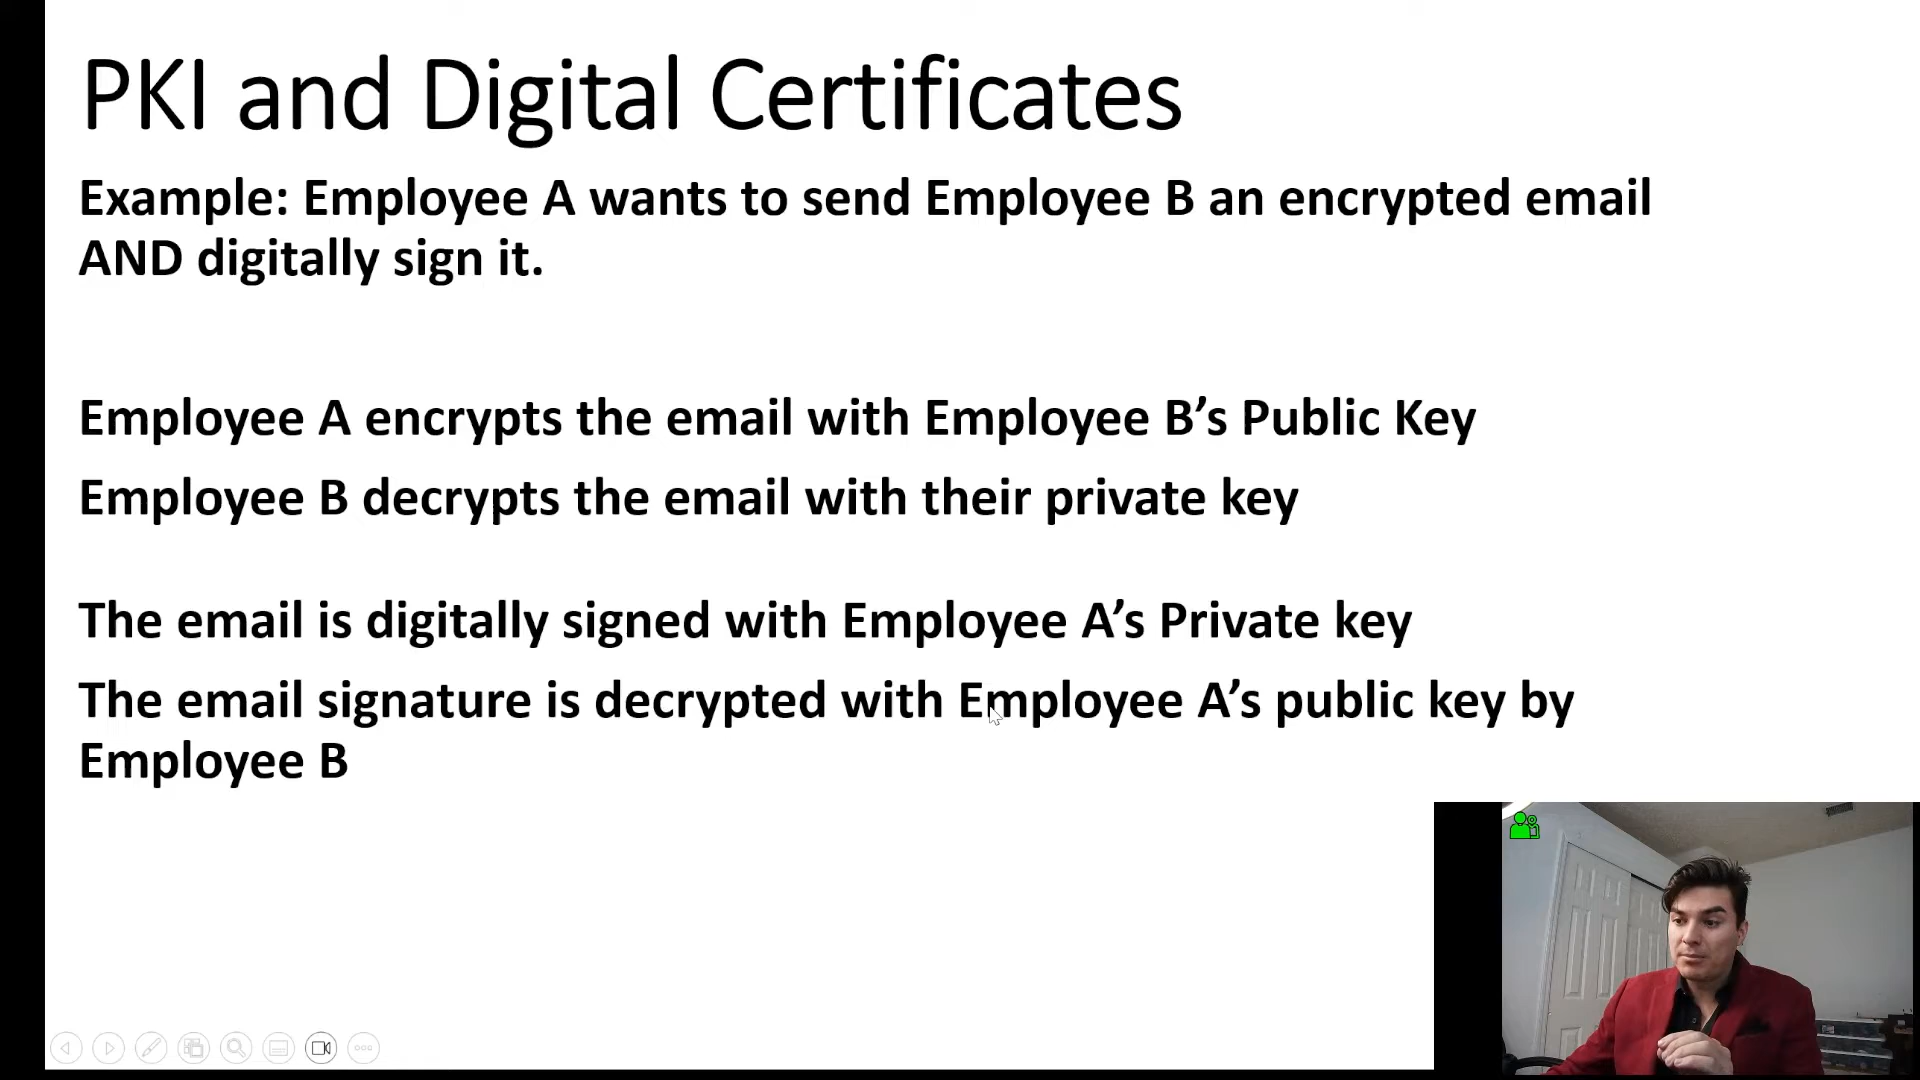 PKI and Digital Certificates
Example: Employee A wants to send Employee B an encrypted email
AND digitally sign it.
Employee A encrypts the email with Employee B’s Public Key
Employee B decrypts the email with their private key
The email is digitally signed with Employee A’s Private key
The email signature is decrypted with Employee A’s public key by
Employee B